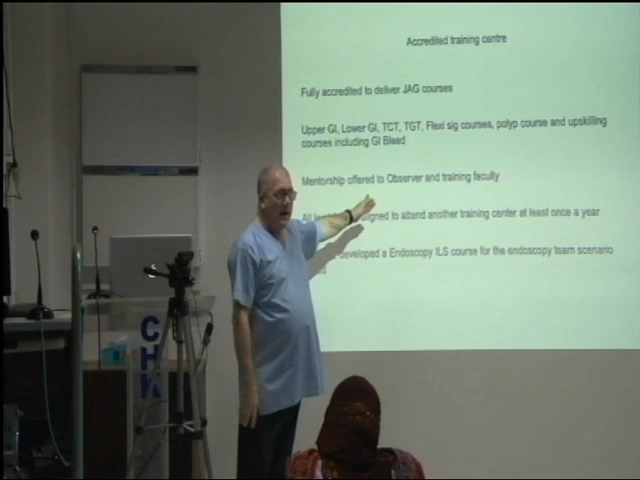 Accredited training centre
Fully accredited to deliver JAG courses
Upper GI, Lower GI, TCT, TGT, Flexi sig courses, polyp course and upskilling
courses including GI Bleed
Mentorship offered to Observer and training faculty
All to attend another training center at least once a year
developed a Endoscopy ILS course for the endoscopy team scenario
CHK